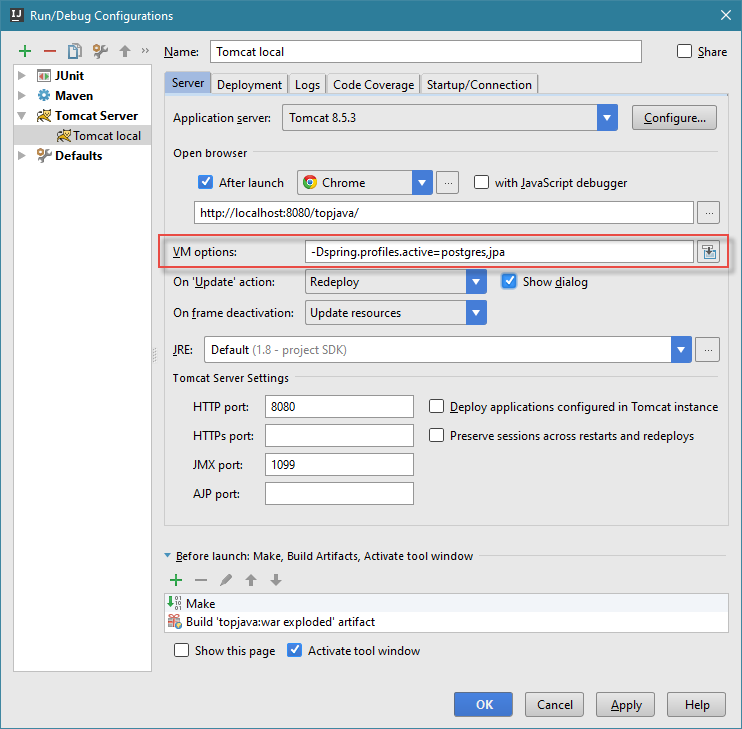 Run/Debug Configurations
JUnit
Maven
Tomcat Server
Tomcat local
Defaults
Name: Tomcat local Share
Server Deployment Logs Code Coverage Startup/Connection
Application server: Tomcat 8.5.3 Configure...
Open browser
After launch Chrome ... with JavaScript debugger
http://localhost:8080/topjava/ ...
VM options: -Dspring.profiles.active=postgres,jpa
On 'Update' action: Redeploy Show dialog
On frame deactivation: Update resources
JRE: Default (1.8 - project SDK) ...
Tomcat Server Settings
HTTP port: 8080 Deploy applications configured in Tomcat instance
HTTPs port: Preserve sessions across restarts and redeploys
JMX port: 1099
AJP port:
Before launch: Make, Build Artifacts, Activate tool window
Make
Build 'topjava:war exploded' artifact
Show this page Activate tool window
OK Cancel Apply Help